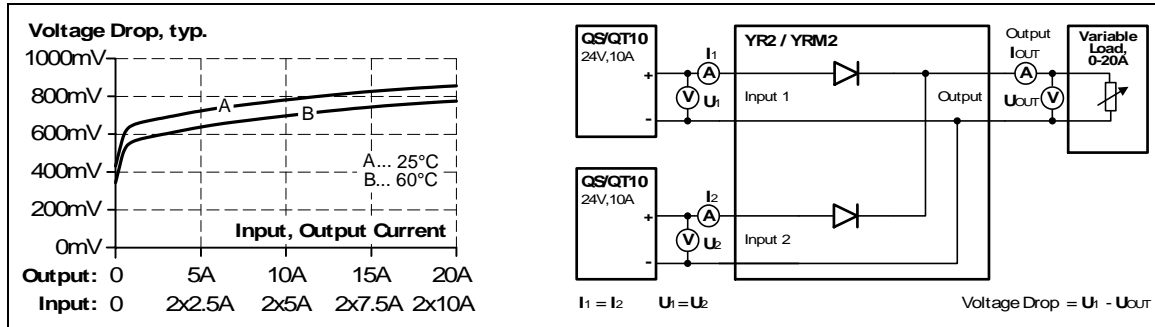 Voltage Drop, typ.
1000mV
800mV
600mV
400mV
200mV
0mV
A
B
A... 25°C
B... 60°C
Input, Output Current
Output: 0 5A 10A 15A 20A
Input: 0 2x2.5A 2x5A 2x7.5A 2x10A
QS/QT10
24V,10A
+
-
I1
A
V
U1
YR2 / YRM2
Input 1
Output
Output
IOUT
A
UOUT
V
Variable
Load,
0-20A
QS/QT10
24V,10A
+
-
I2
A
V
U2
Input 2
I1 = I2 U1 = U2
Voltage Drop = U1 - UOUT